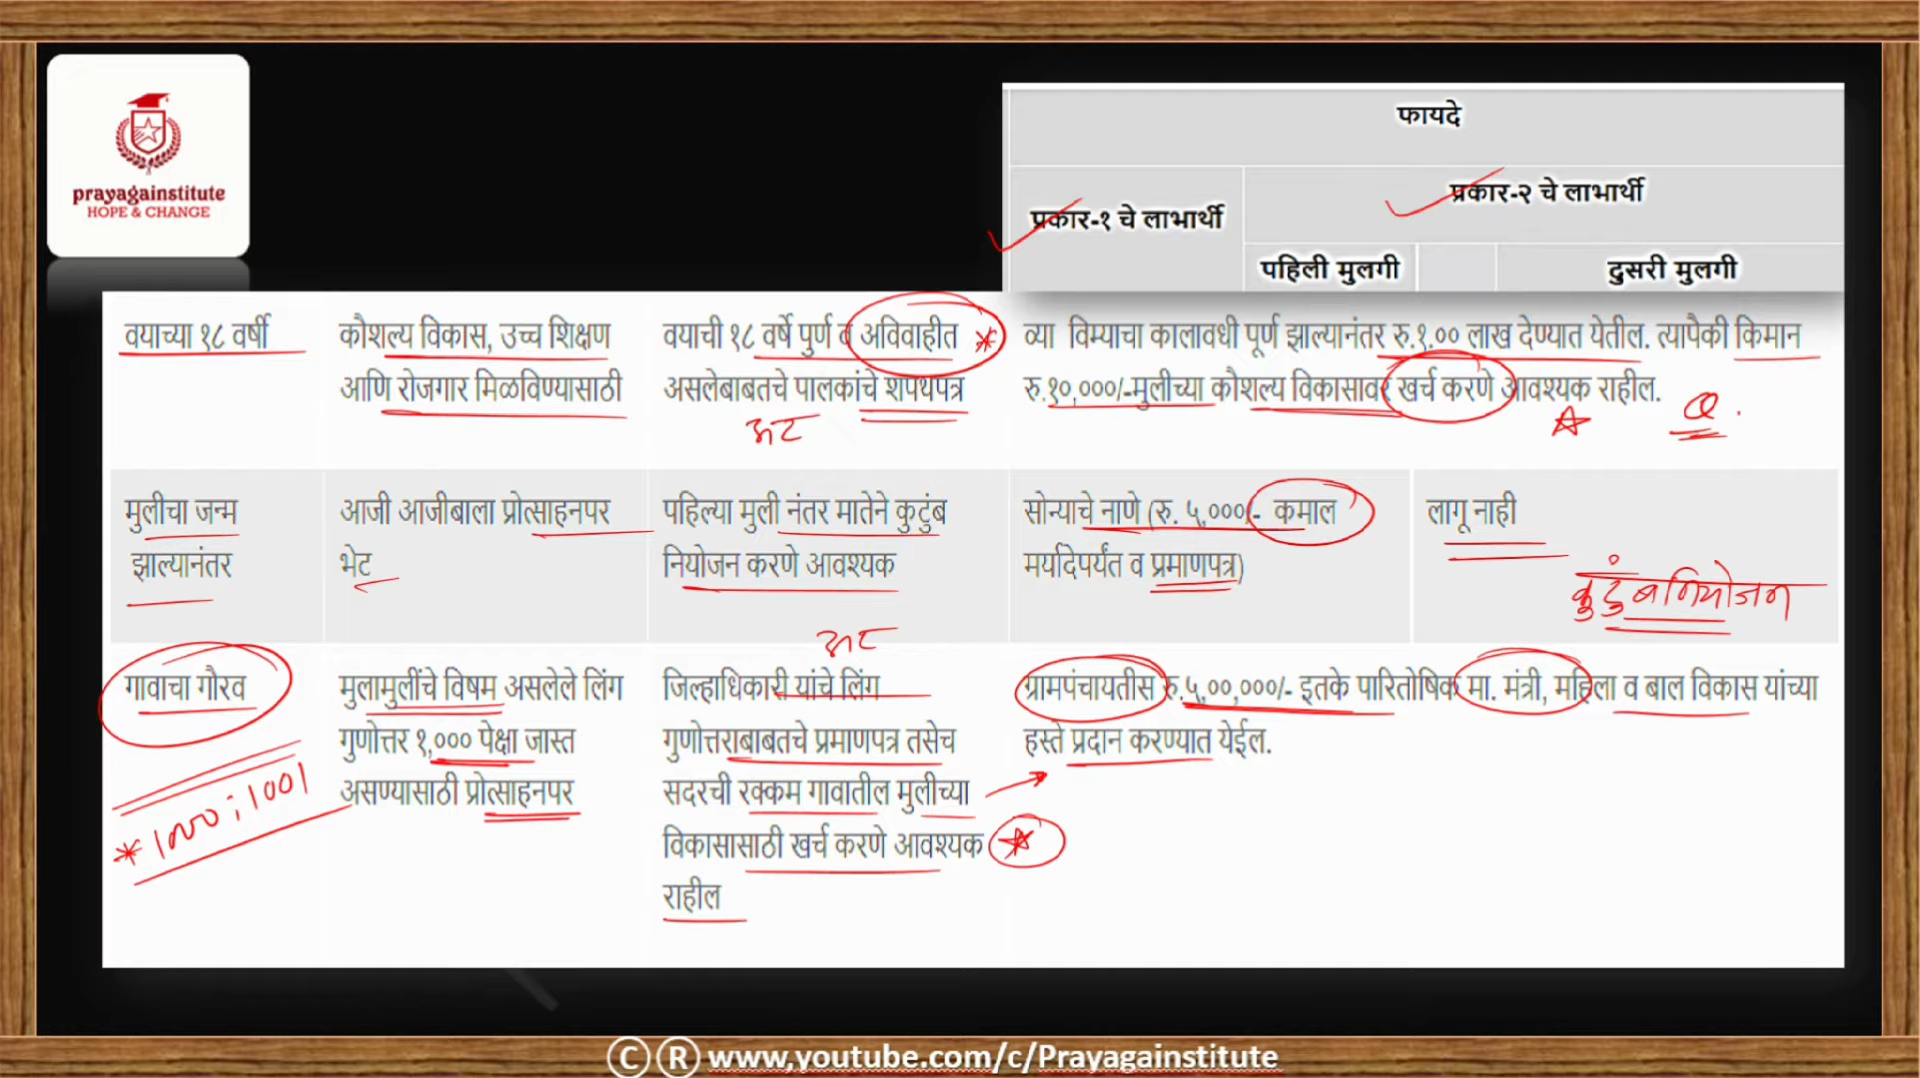 prayagainstitute
HOPE & CHANGE
फायदे
प्रकार-१ चे लाभार्थी
प्रकार-२ चे लाभार्थी
पहिली मुलगी
दुसरी मुलगी
वयाच्या १८ वर्षी
कौशल्य विकास, उच्च शिक्षण
आणि रोजगार मिळविण्यासाठी
वयाची १८ वर्षे पुर्ण व अविवाहीत
असलेबाबतचे पालकांचे शपथपत्र
अट
व्या विम्याचा कालावधी पूर्ण झाल्यानंतर रु.१.०० लाख देण्यात येतील. त्यापैकी किमान
रु.१०,०००/-मुलीच्या कौशल्य विकासावर खर्च करणे आवश्यक राहील.
मुलीचा जन्म
झाल्यानंतर
आजी आजीबाला प्रोत्साहनपर
भेट
पहिल्या मुली नंतर मातेने कुटुंब
नियोजन करणे आवश्यक
सोन्याचे नाणे (रु. ५,०००/- कमाल
मर्यादेपर्यंत व प्रमाणपत्र)
लागू नाही
कुटुंबनियोजन
अट
गावाचा गौरव
*1000:1001
मुलामुलींचे विषम असलेले लिंग
गुणोत्तर १,००० पेक्षा जास्त
असण्यासाठी प्रोत्साहनपर
जिल्हाधिकारी यांचे लिंग
गुणोत्तराबाबतचे प्रमाणपत्र तसेच
सदरची रक्कम गावातील मुलीच्या
विकासासाठी खर्च करणे आवश्यक
राहील
ग्रामपंचायतीस रु.५,००,०००/- इतके पारितोषिक मा. मंत्री, महिला व बाल विकास यांच्या
हस्ते प्रदान करण्यात येईल.
© ® www.youtube.com/c/Prayagainstitute